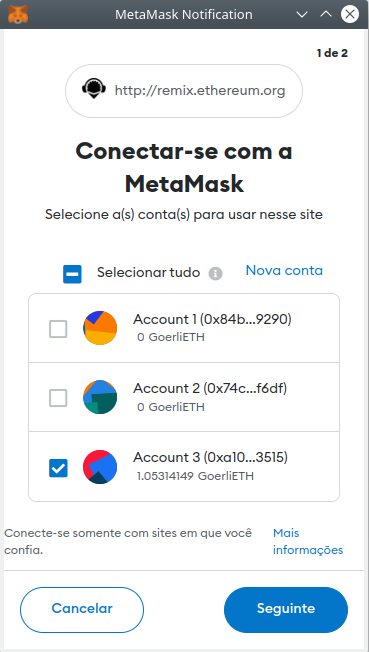 MetaMask Notification
1 de 2
http://remix.ethereum.org
Conectar-se com a
MetaMask
Selecione a(s) conta(s) para usar nesse site
Selecionar tudo
Nova conta
Account 1 (0x84b...9290)
0 GoerliETH
Account 2 (0x74c...f6df)
0 GoerliETH
Account 3 (0xa10...3515)
1.05314149 GoerliETH
Conecte-se somente com sites em que você
confia.
Mais
informações
Cancelar
Seguinte